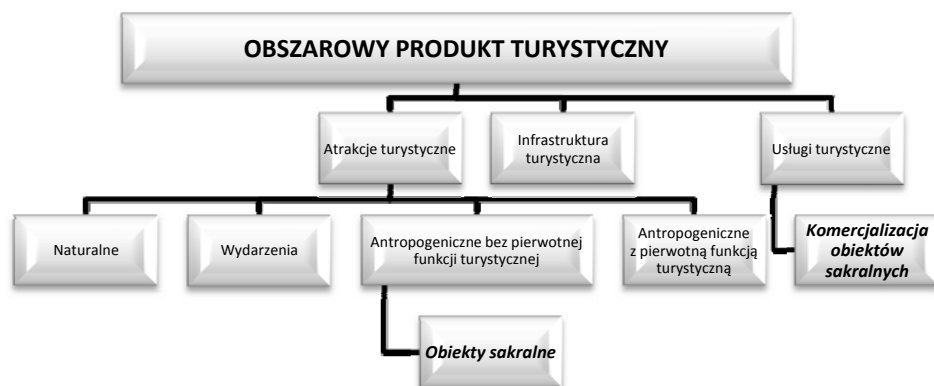 OBSZAROWY PRODUKT TURYSTYCZNY
Atrakcje turystyczne
Infrastruktura
turystyczna
Usługi turystyczne
Naturalne
Wydarzenia
Antropogeniczne bez pierwotnej
funkcji turystycznej
Antropogeniczne
z pierwotną funkcją
turystyczną
Komercjalizacja
obiektów
sakralnych
Obiekty sakralne